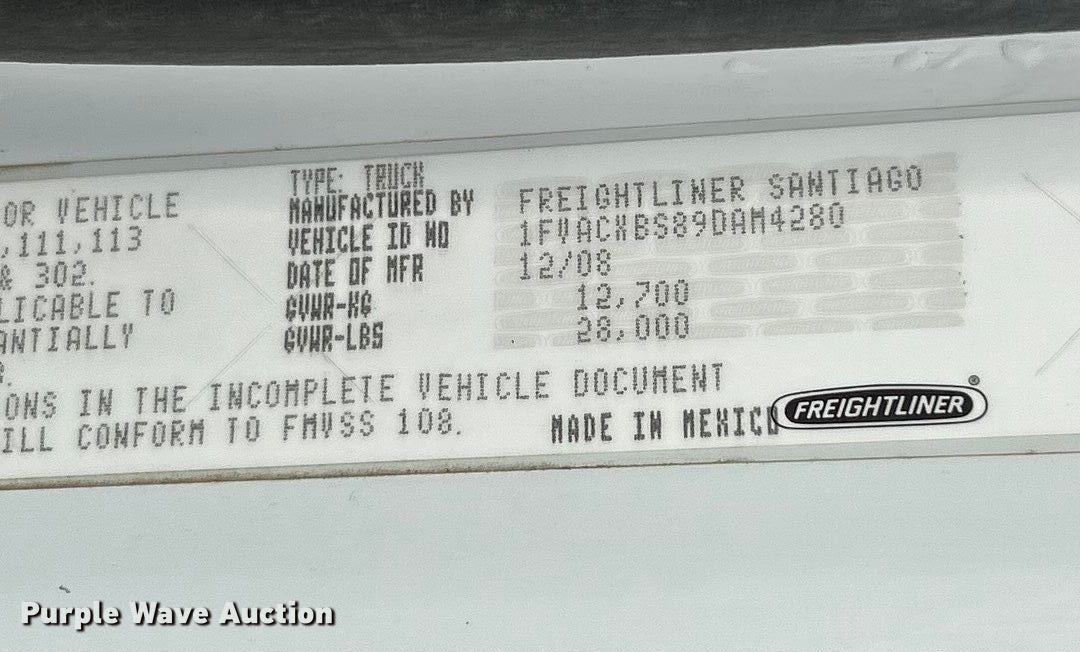 TYPE: TRUCK
OR VEHICLE MANUFACTURED BY FREIGHTLINER SANTIAGO
,111,113 VEHICLE ID NO 1FVACXBS89DAM4280
& 302. DATE OF MFR 12/08
LICABLE TO GVWR-KG 12,700
ANTIALLY GVWR-LBS 28,000
ONS IN THE INCOMPLETE VEHICLE DOCUMENT
ILL CONFORM TO FMVSS 108. MADE IN MEXICO FREIGHTLINER®
Purple Wave Auction